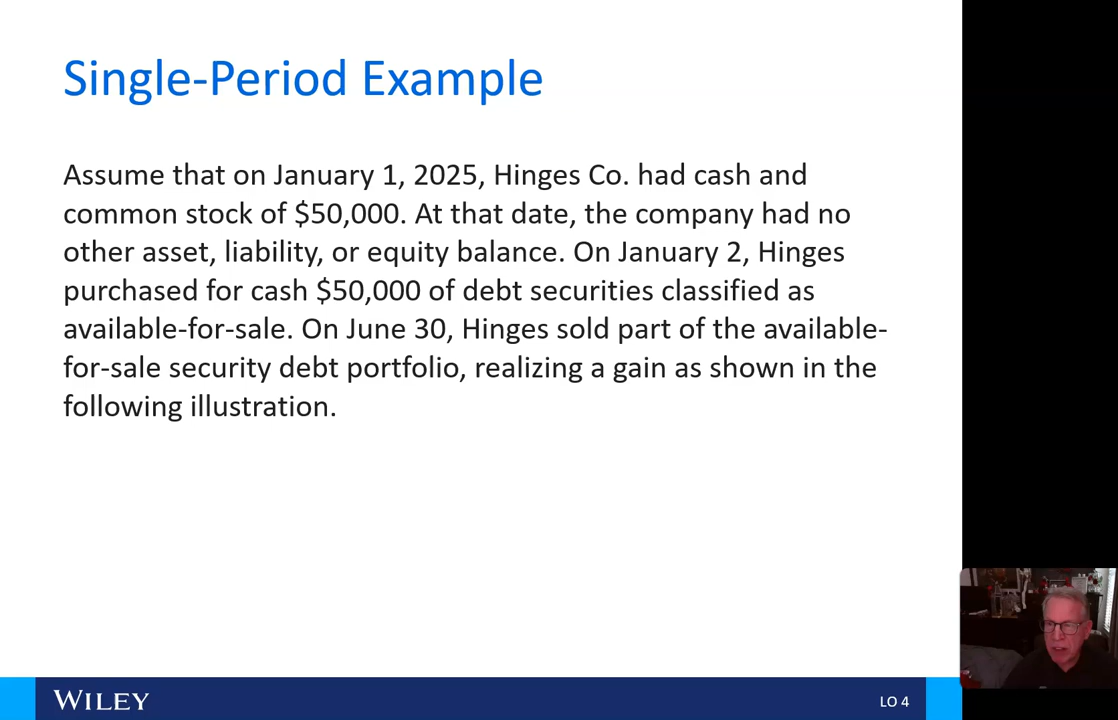 Single-Period Example
Assume that on January 1, 2025, Hinges Co. had cash and
common stock of $50,000. At that date, the company had no
other asset, liability, or equity balance. On January 2, Hinges
purchased for cash $50,000 of debt securities classified as
available-for-sale. On June 30, Hinges sold part of the available-
for-sale security debt portfolio, realizing a gain as shown in the
following illustration.
WILEY
LO 4